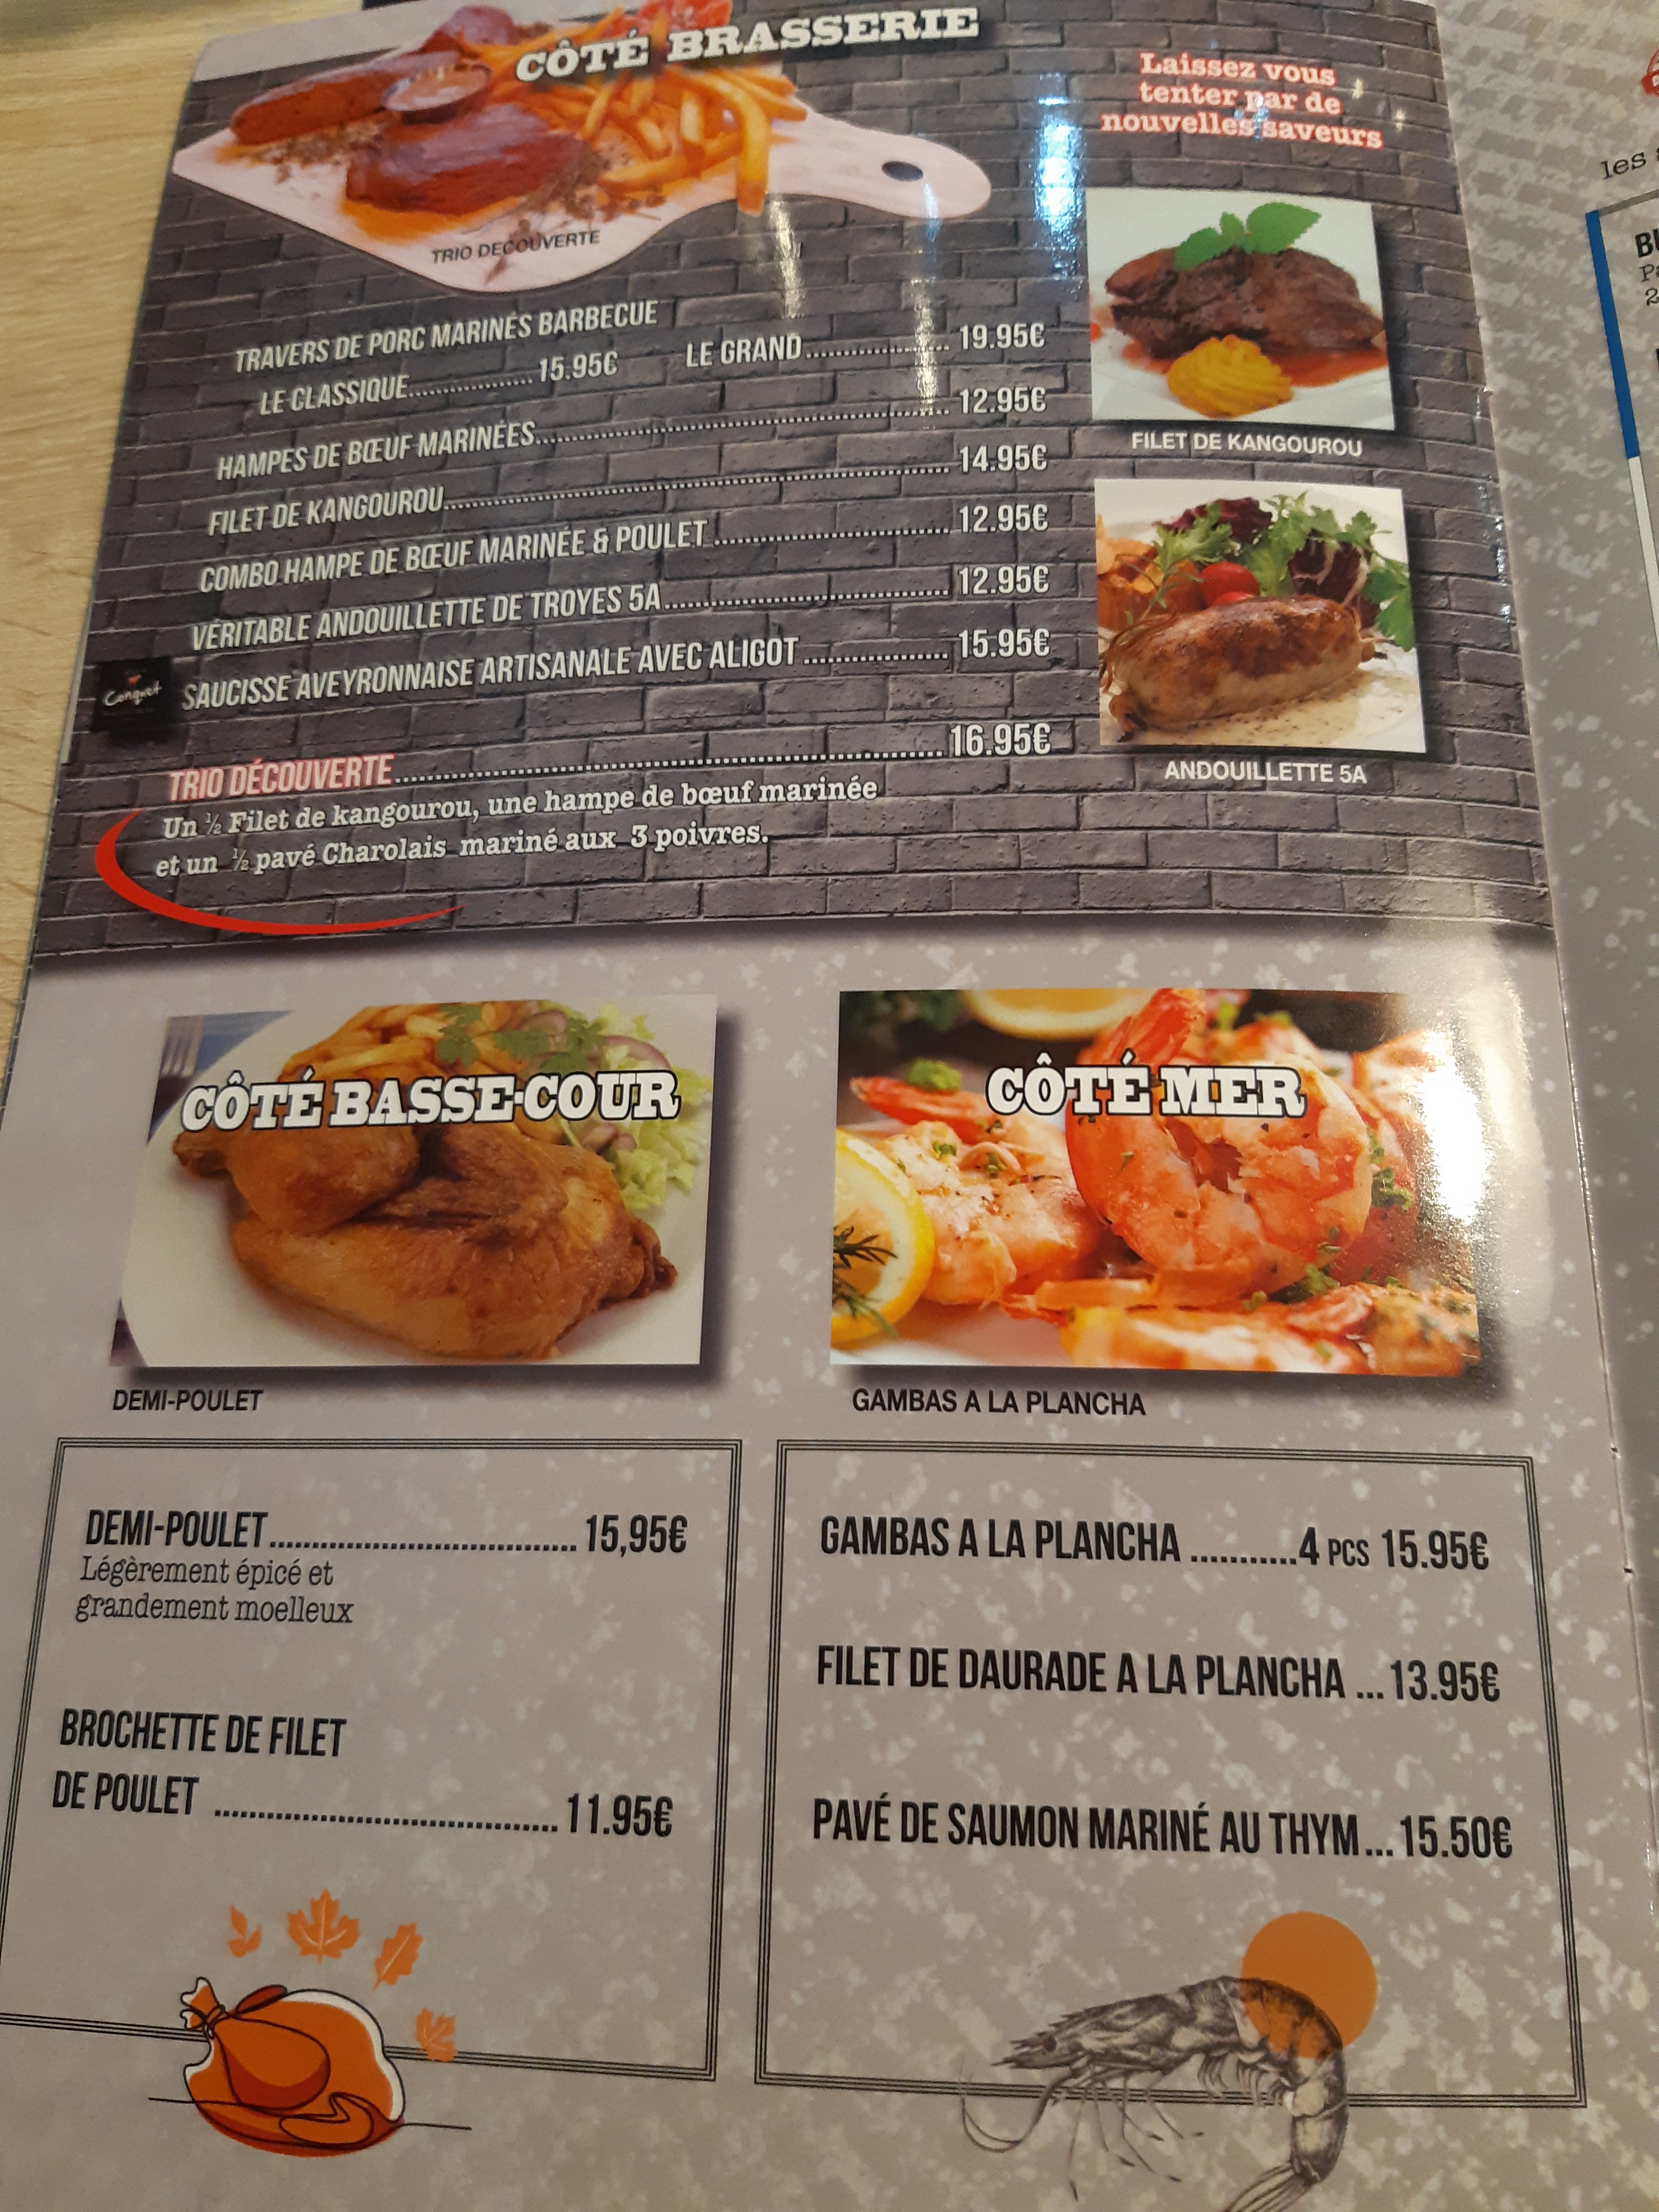 CÔTÉ BRASSERIE
Laissez vous
tenter par de
nouvelles saveurs
TRIO DECOUVERTE
TRAVERS DE PORC MARINÉS BARBECUE
LE CLASSIQUE................. 15.95€ LE GRAND.................... 19.95€
HAMPES DE BŒUF MARINÉES.................... 12.95€
FILET DE KANGOUROU.................... 14.95€
COMBO HAMPE DE BŒUF MARINÉE & POULET.................... 12.95€
VÉRITABLE ANDOUILLETTE DE TROYES 5A.................... 12.95€
Conquet
SAUCISSE AVEYRONNAISE ARTISANALE AVEC ALIGOT.................... 15.95€
TRIO DÉCOUVERTE.................... 16.95€
Un ½ Filet de kangourou, une hampe de bœuf marinée
et un ½ pavé Charolais mariné aux 3 poivres.
FILET DE KANGOUROU
ANDOUILLETTE 5A
CÔTÉ BASSE-COUR
DEMI-POULET
DEMI-POULET.................... 15,95€
Légèrement épicé et
grandement moelleux
BROCHETTE DE FILET
DE POULET .................... 11.95€
CÔTÉ MER
GAMBAS A LA PLANCHA
GAMBAS A LA PLANCHA ...........4 PCS 15.95€
FILET DE DAURADE A LA PLANCHA ... 13.95€
PAVÉ DE SAUMON MARINÉ AU THYM... 15.50€
les